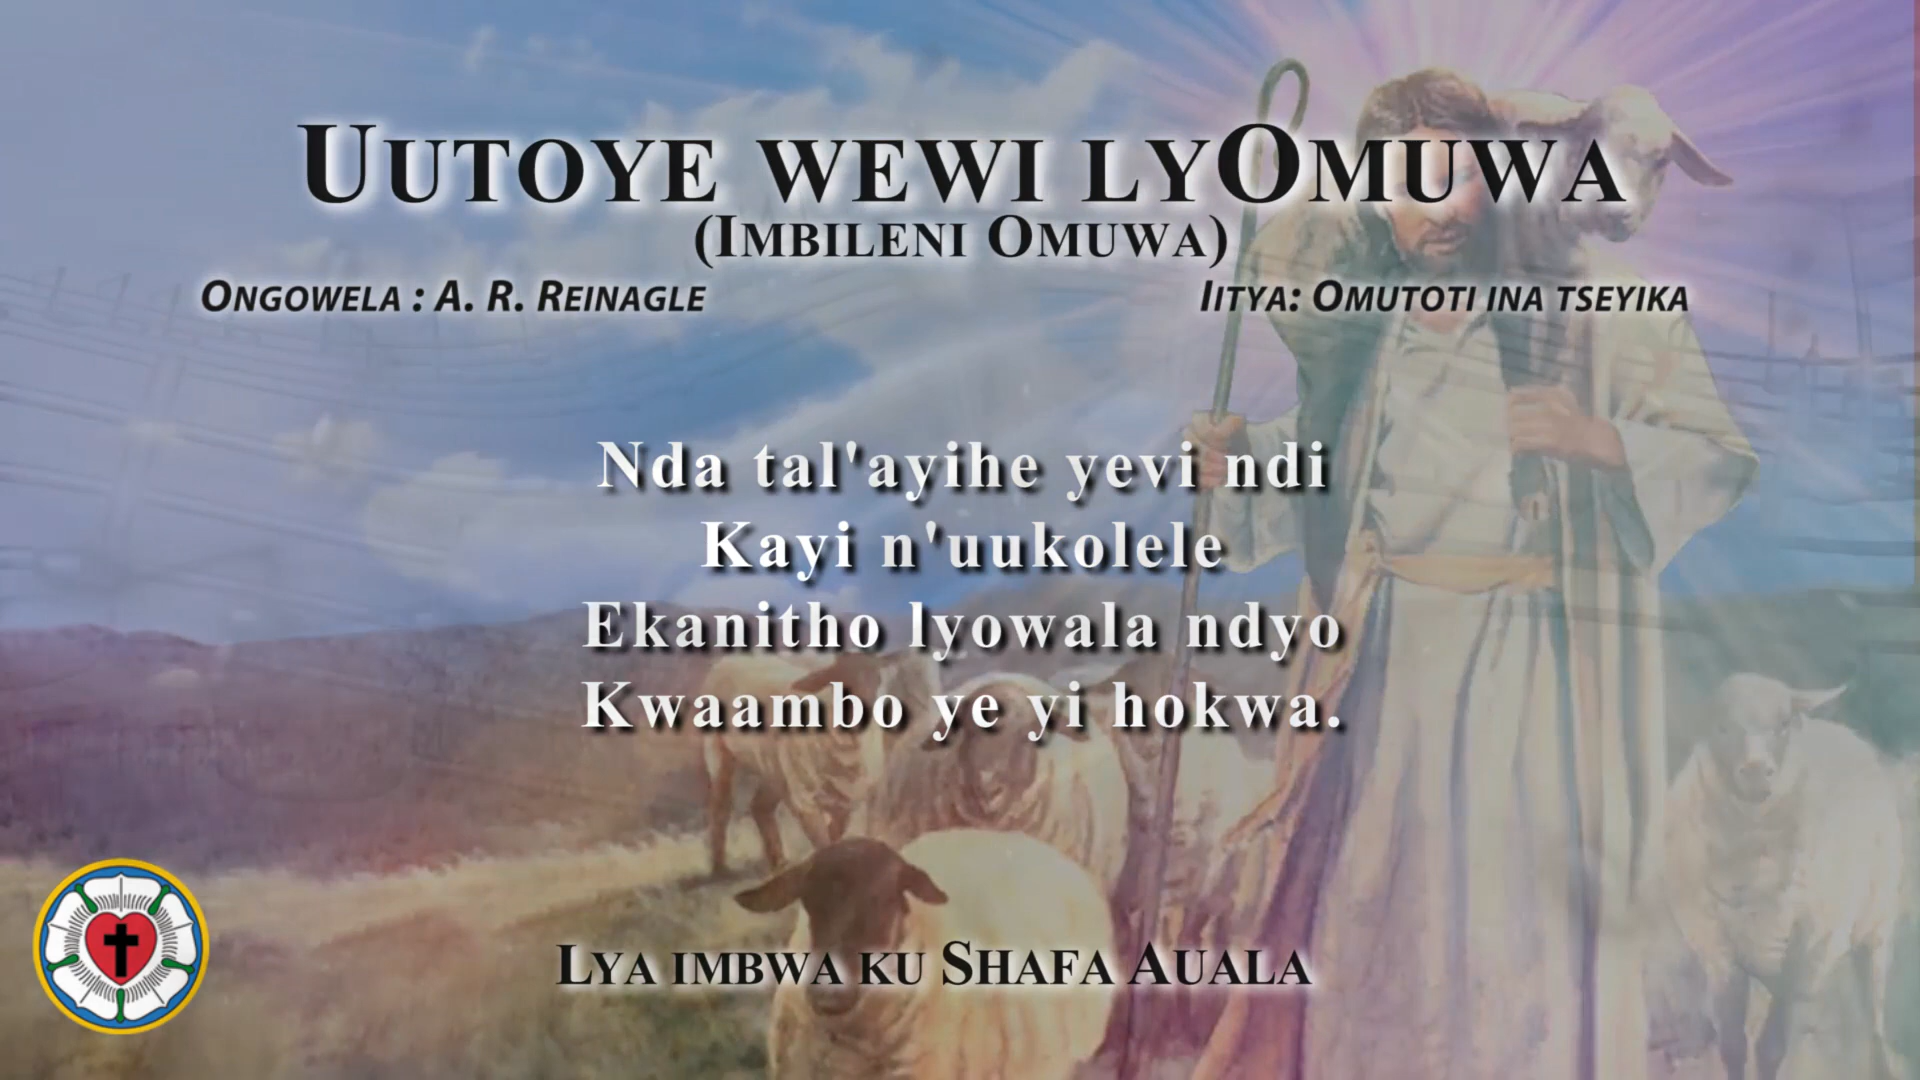 UUTOYE WEWI LYOMUWA
(IMBILENI OMUWA)
ONGOWELA : A. R. REINAGLE
IITYA: OMUTOTI INA TSEYIKA
Nda tal'ayihe yevi ndi
Kayi n'uukolele
Ekanitho lyowala ndyo
Kwaambo ye yi hokwa.
LYA IMBWA KU SHAFA AUALA